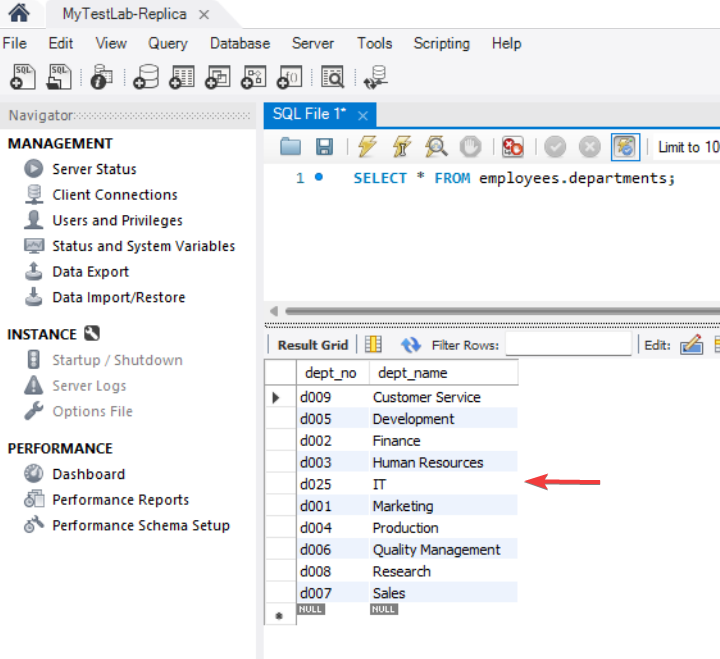 MyTestLab-Replica ×
File Edit View Query Database Server Tools Scripting Help
SQL SQL
Navigator
MANAGEMENT
Server Status
Client Connections
Users and Privileges
Status and System Variables
Data Export
Data Import/Restore
INSTANCE
Startup / Shutdown
Server Logs
Options File
PERFORMANCE
Dashboard
Performance Reports
Performance Schema Setup
SQL File 1* ×
Limit to 10
1 SELECT * FROM employees.departments;
Result Grid Filter Rows: Edit:
dept_no dept_name
d009 Customer Service
d005 Development
d002 Finance
d003 Human Resources
d025 IT
d001 Marketing
d004 Production
d006 Quality Management
d008 Research
d007 Sales
NULL NULL